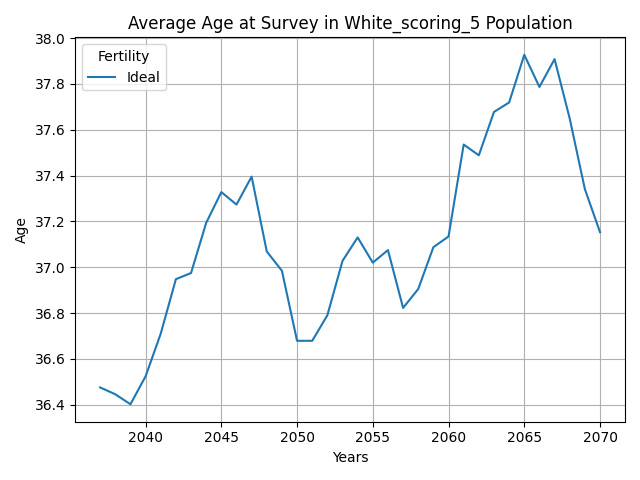 Average Age at Survey in White_scoring_5 Population
Fertility
Ideal
38.0
37.8
37.6
37.4
37.2
37.0
36.8
36.6
36.4
Age
2040 2045 2050 2055 2060 2065 2070
Years